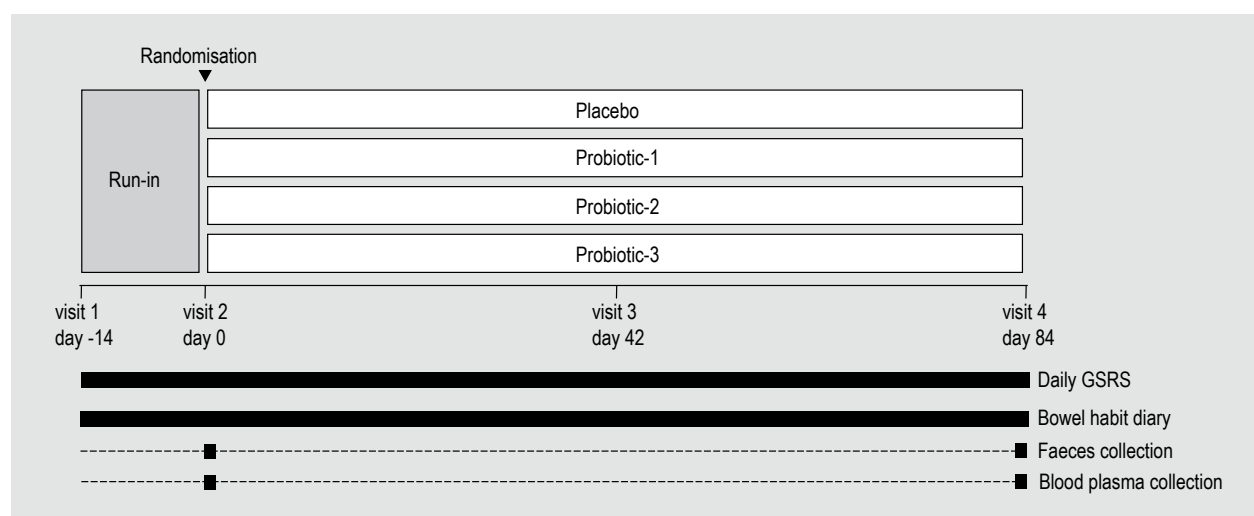 Randomisation
Run-in
Placebo
Probiotic-1
Probiotic-2
Probiotic-3
visit 1
day -14
visit 2
day 0
visit 3
day 42
visit 4
day 84
Daily GSRS
Bowel habit diary
Faeces collection
Blood plasma collection